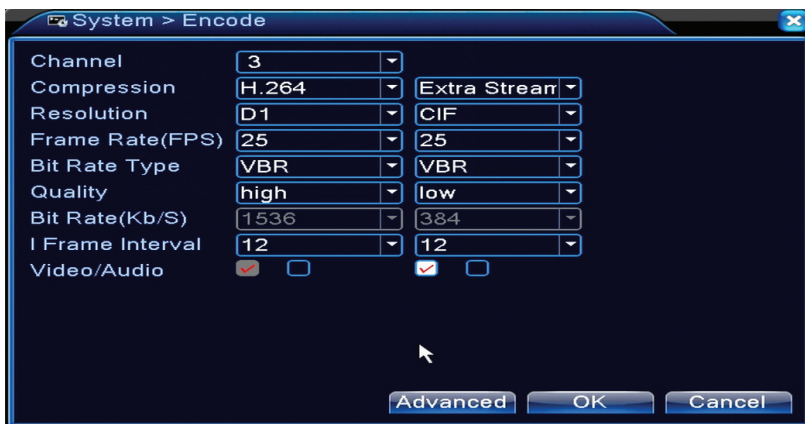 System > Encode
Channel 3
Compression H.264 Extra Stream
Resolution D1 CIF
Frame Rate(FPS) 25 25
Bit Rate Type VBR VBR
Quality high low
Bit Rate(Kb/S) 1536 384
I Frame Interval 12 12
Video/Audio
Advanced OK Cancel